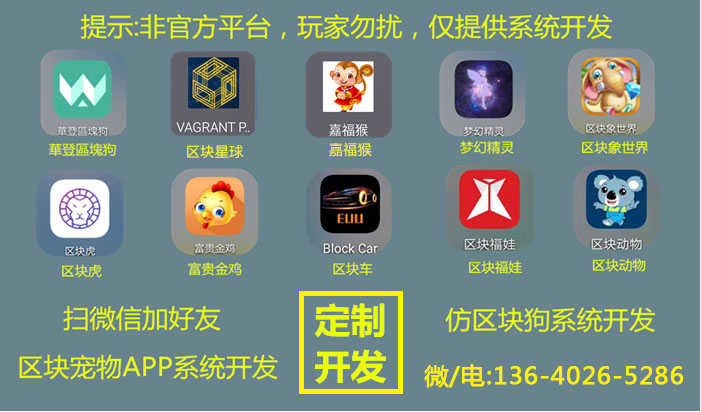 提示:非官方平台，玩家勿扰，仅提供系统开发
華登區塊狗
VAGRANT P..
嘉福猴
梦幻精灵
区块象世界
華登區塊狗
区块星球
嘉福猴
梦幻精灵
区块象世界
区块虎
富贵金鸡
EUU
Block Car
区块福娃
区块动物
区块虎
富贵金鸡
区块车
区块福娃
区块动物
扫微信加好友
定制
开发
仿区块狗系统开发
区块宠物APP系统开发
微/电:136-4026-5286